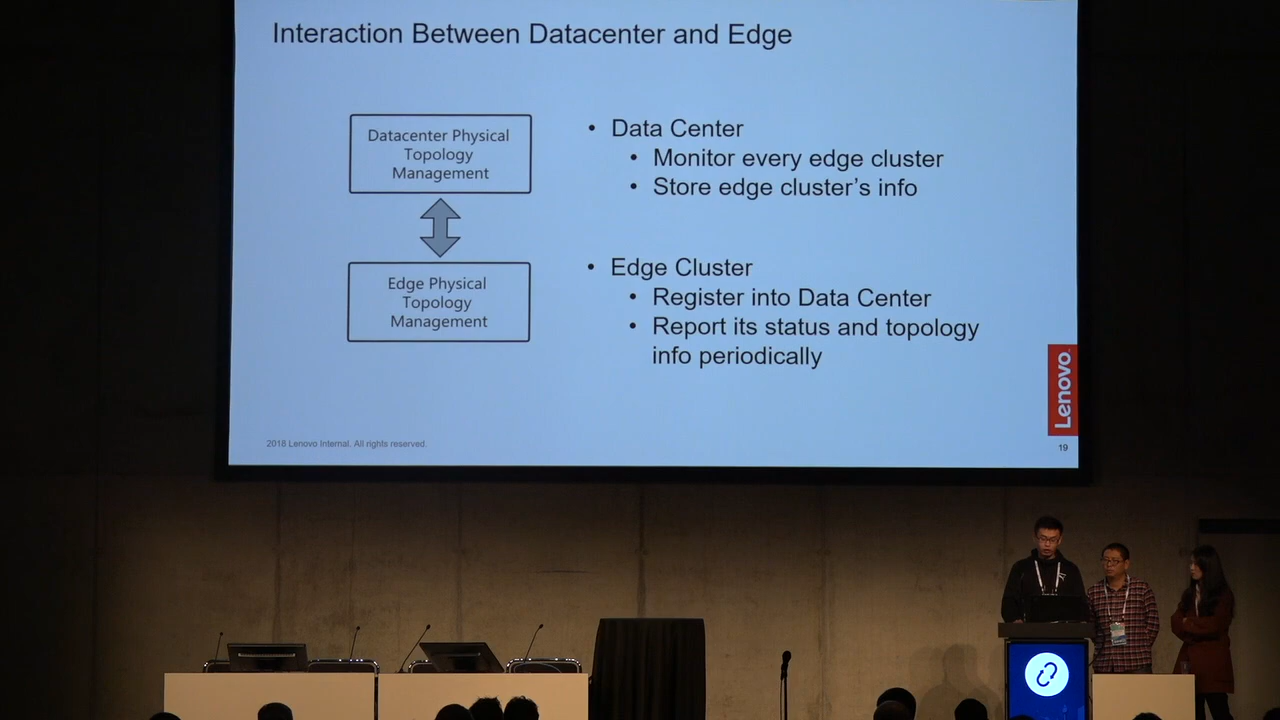 Interaction Between Datacenter and Edge
Datacenter Physical
Topology
Management
Edge Physical
Topology
Management
• Data Center
• Monitor every edge cluster
• Store edge cluster’s info
• Edge Cluster
• Register into Data Center
• Report its status and topology
info periodically
Lenovo
2018 Lenovo Internal. All rights reserved.
19